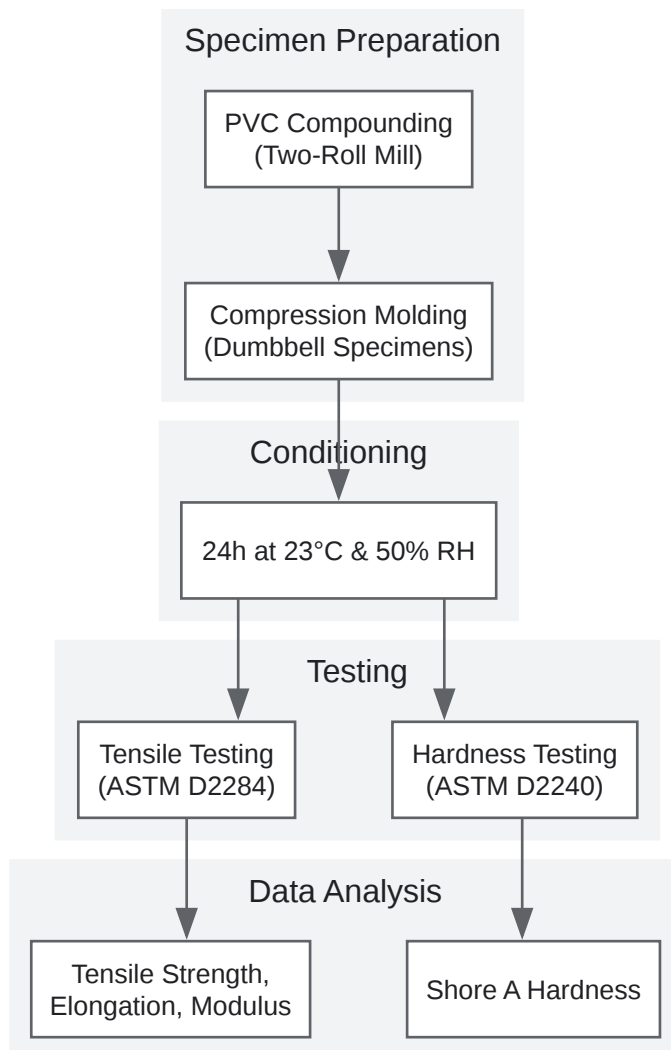 Specimen Preparation
PVC Compounding
(Two-Roll Mill)
Compression Molding
(Dumbbell Specimens)
Conditioning
24h at 23°C & 50% RH
Testing
Tensile Testing
(ASTM D2284)
Hardness Testing
(ASTM D2240)
Data Analysis
Tensile Strength,
Elongation, Modulus
Shore A Hardness